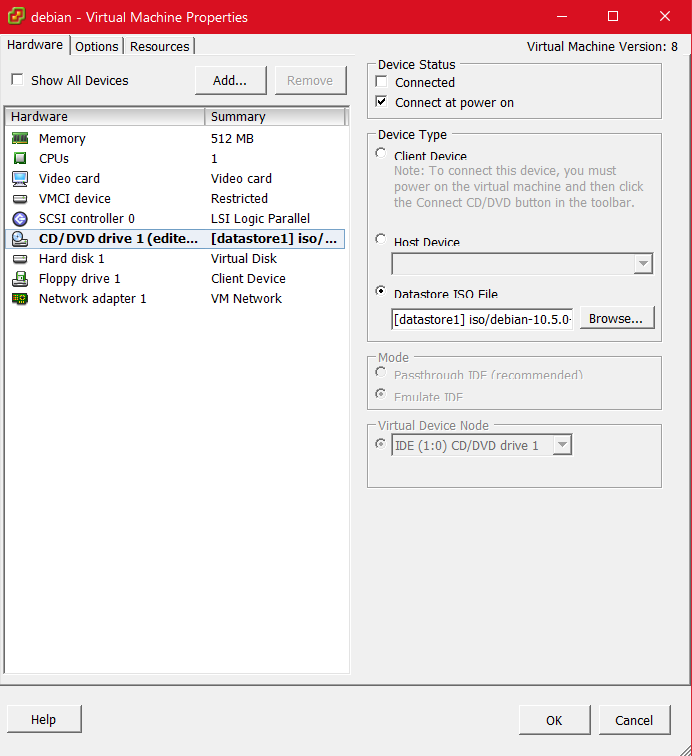 debian - Virtual Machine Properties
Hardware Options Resources
Virtual Machine Version: 8
Show All Devices
Add...
Remove
Hardware Summary
Memory 512 MB
CPUs 1
Video card Video card
VMCI device Restricted
SCSI controller 0 LSI Logic Parallel
CD/DVD drive 1 (edite... [datastore1] iso/...
Hard disk 1 Virtual Disk
Floppy drive 1 Client Device
Network adapter 1 VM Network
Device Status
Connected
Connect at power on
Device Type
Client Device
Note: To connect this device, you must
power on the virtual machine and then click
the Connect CD/DVD button in the toolbar.
Host Device
Datastore ISO File
[datastore1] iso/debian-10.5.0-
Browse...
Mode
Passthrough IDE (recommended)
Emulate IDE
Virtual Device Node
IDE (1:0) CD/DVD drive 1
Help
OK
Cancel